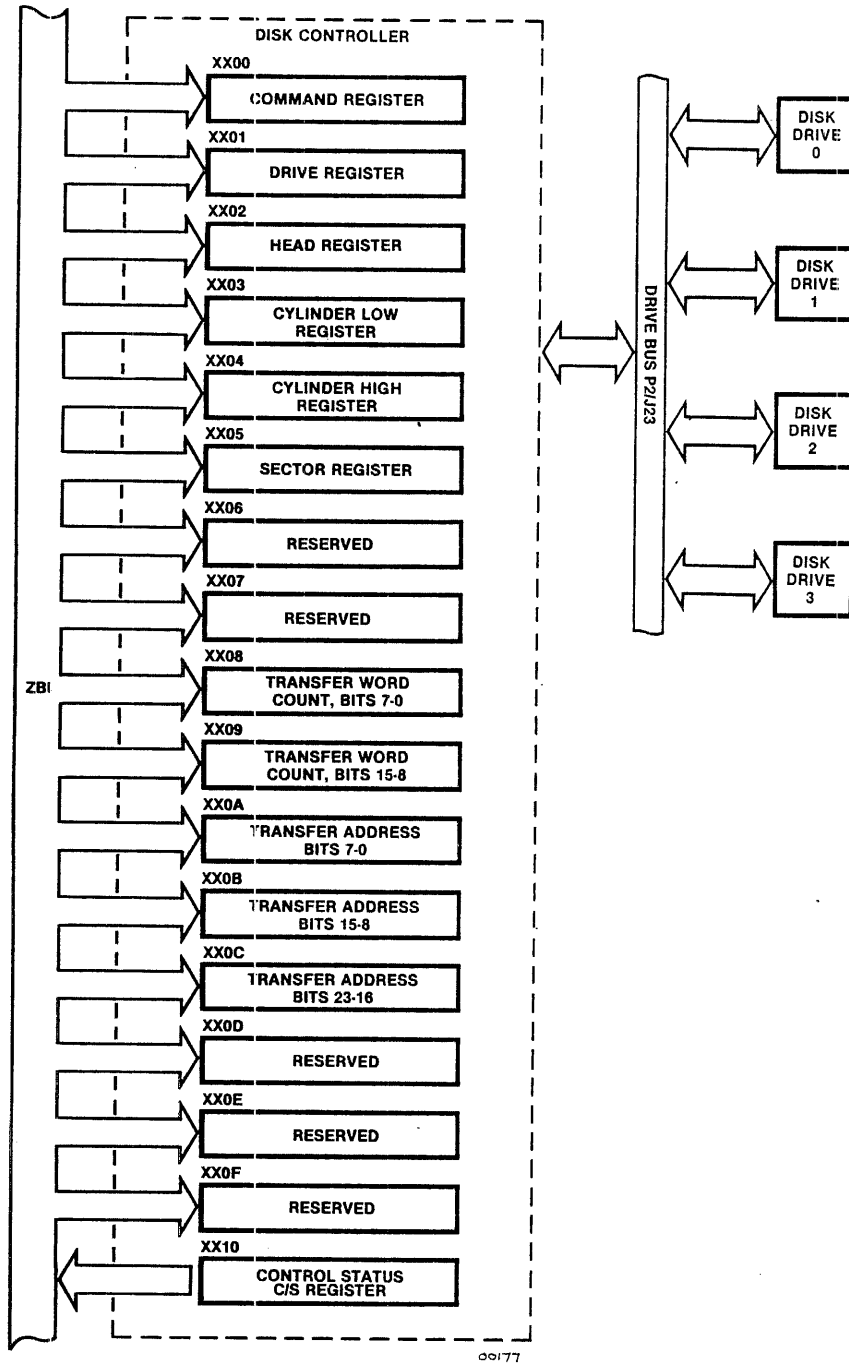 DISK CONTROLLER
XX00
COMMAND REGISTER
XX01
DRIVE REGISTER
XX02
HEAD REGISTER
XX03
CYLINDER LOW
REGISTER
XX04
CYLINDER HIGH
REGISTER
XX05
SECTOR REGISTER
XX06
RESERVED
XX07
RESERVED
XX08
TRANSFER WORD
COUNT, BITS 7-0
XX09
TRANSFER WORD
COUNT, BITS 15-8
XX0A
TRANSFER ADDRESS
BITS 7-0
XX0B
TRANSFER ADDRESS
BITS 15-8
XX0C
TRANSFER ADDRESS
BITS 23-16
XX0D
RESERVED
XX0E
RESERVED
XX0F
RESERVED
XX10
CONTROL STATUS
C/S REGISTER
ZBI
DRIVE BUS P2/J23
DISK
DRIVE
0
DISK
DRIVE
1
DISK
DRIVE
2
DISK
DRIVE
3
00177